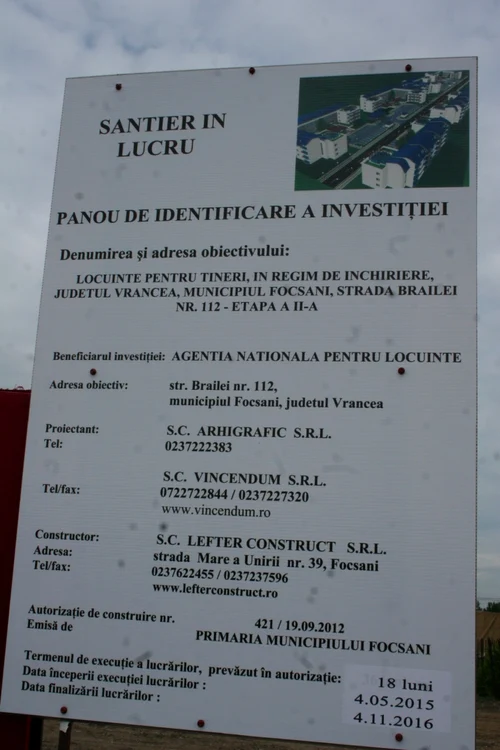 SANTIER IN
LUCRU
PANOU DE IDENTIFICARE A INVESTIȚIEI
Denumirea și adresa obiectivului:
LOCUINTE PENTRU TINERI, IN REGIM DE INCHIRIERE,
JUDETUL VRANCEA, MUNICIPIUL FOCSANI, STRADA BRAILEI
NR. 112 - ETAPA A II-A
Beneficiarul investiției: AGENTIA NATIONALA PENTRU LOCUINTE
Adresa obiectiv: str. Brailei nr. 112,
municipiul Focsani, judetul Vrancea
Proiectant: S.C. ARHIGRAFIC S.R.L.
Tel: 0237222383
S.C. VINCENDUM S.R.L.
Tel/fax: 0722722844 / 0237227320
www.vincendum.ro
Constructor: S.C. LEFTER CONSTRUCT S.R.L.
Adresa: strada Mare a Unirii nr. 39, Focsani
Tel/fax: 0237622455 / 0237237596
www.lefterconstruct.ro
Autorizație de construire nr. 421 / 19.09.2012
Emisă de PRIMARIA MUNICIPIULUI FOCSANI
Termenul de execuție a lucrărilor, prevăzut în autorizație: 18 luni
Data începerii execuției lucrărilor : 4.05.2015
Data finalizării lucrărilor : 4.11.2016